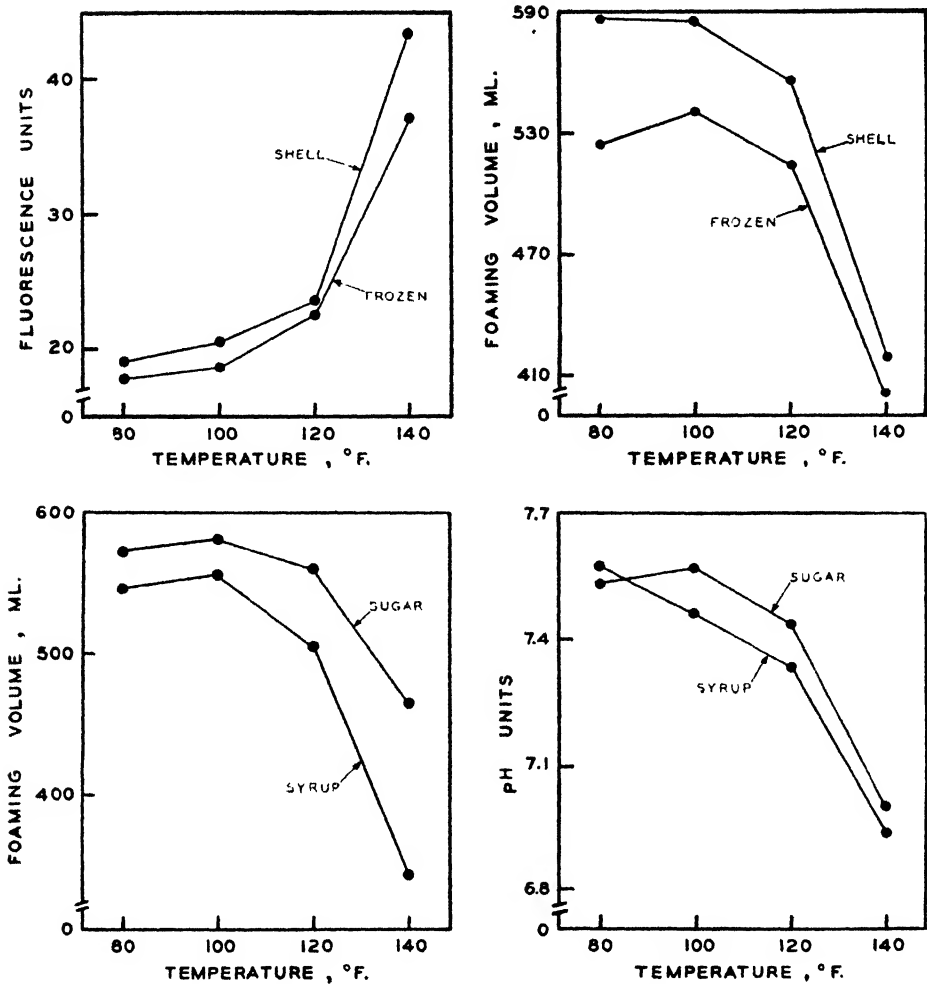 FLUORESCENCE UNITS
40
30
20
0
SHELL
FROZEN
80 100 120 140
TEMPERATURE , °F.
FOAMING VOLUME , ML.
590
530
470
410
0
SHELL
FROZEN
80 100 120 140
TEMPERATURE , °F.
FOAMING VOLUME , ML.
600
500
400
0
SUGAR
SYRUP
80 100 120 140
TEMPERATURE , °F.
pH UNITS
7.7
7.4
7.1
6.8
0
SUGAR
SYRUP
80 100 120 140
TEMPERATURE , °F.